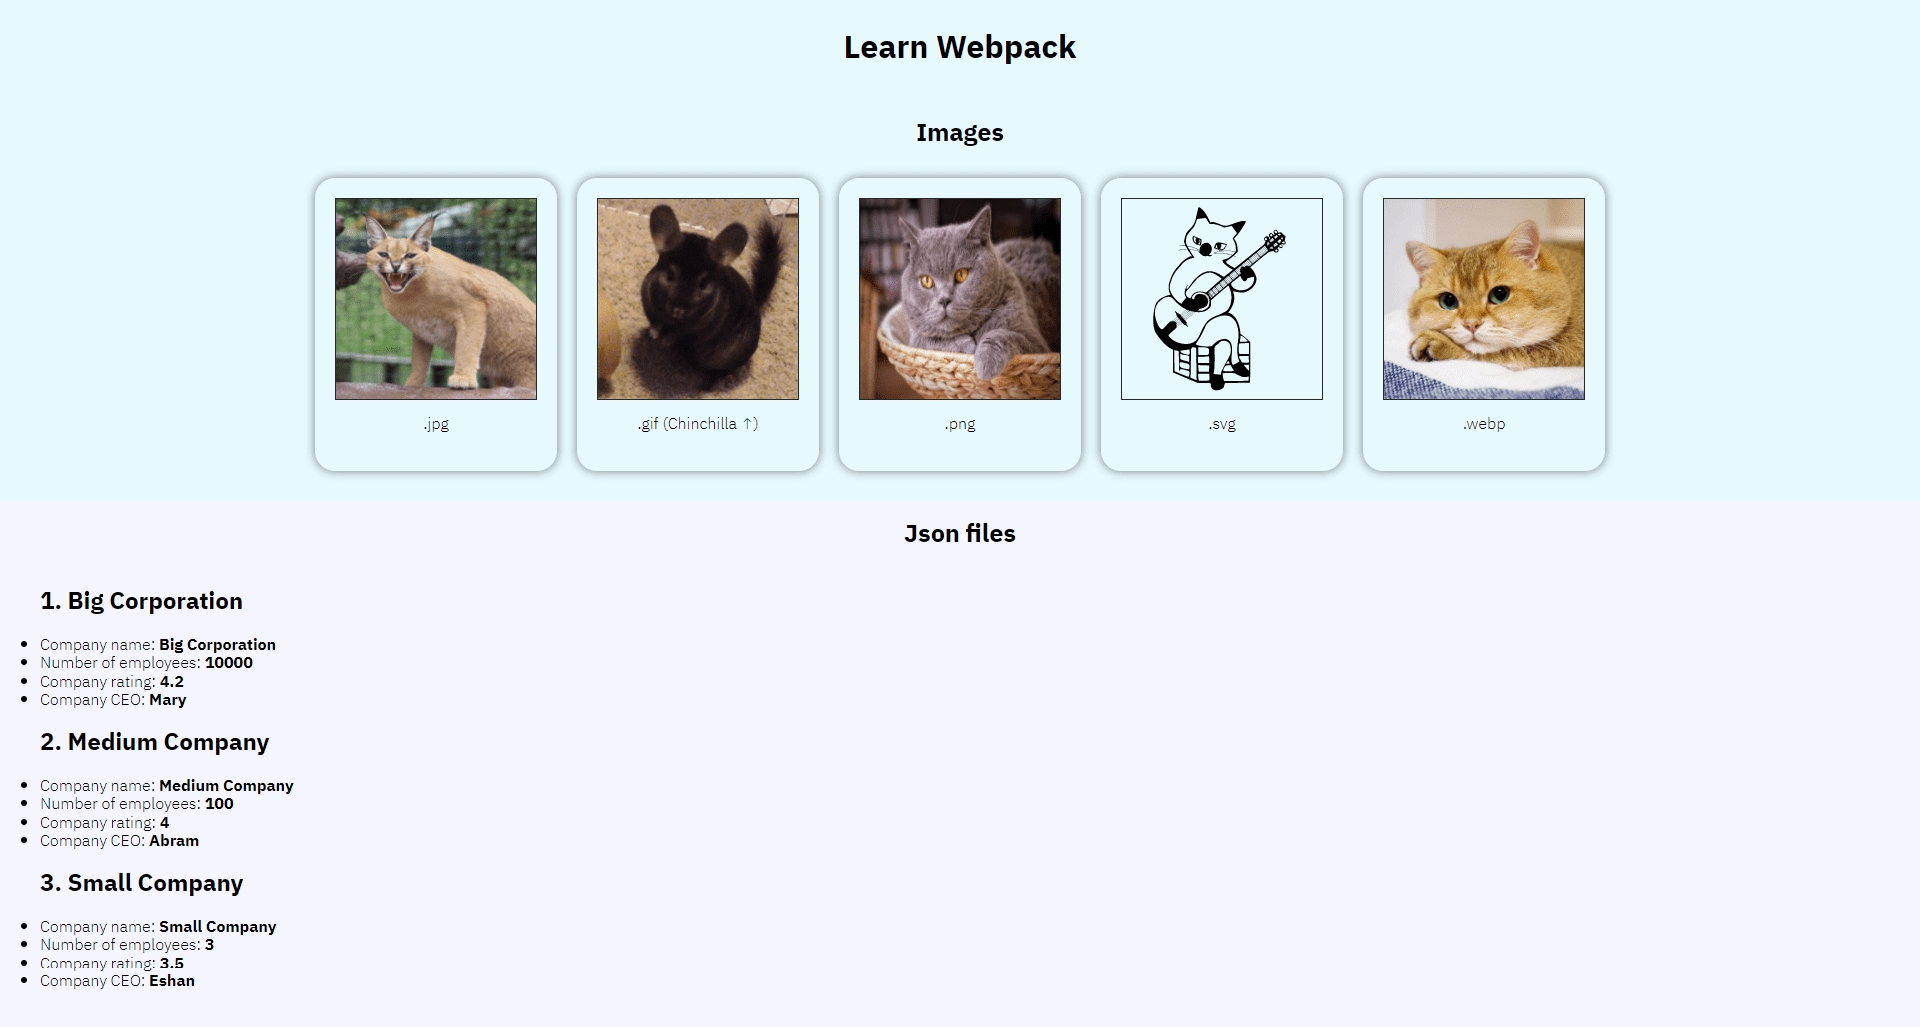 Learn Webpack
Images
.jpg
.gif (Chinchilla ↑)
.png
.svg
.webp
Json files
1. Big Corporation
Company name: Big Corporation
Number of employees: 10000
Company rating: 4.2
Company CEO: Mary
2. Medium Company
Company name: Medium Company
Number of employees: 100
Company rating: 4
Company CEO: Abram
3. Small Company
Company name: Small Company
Number of employees: 3
Company rating: 3.5
Company CEO: Eshan